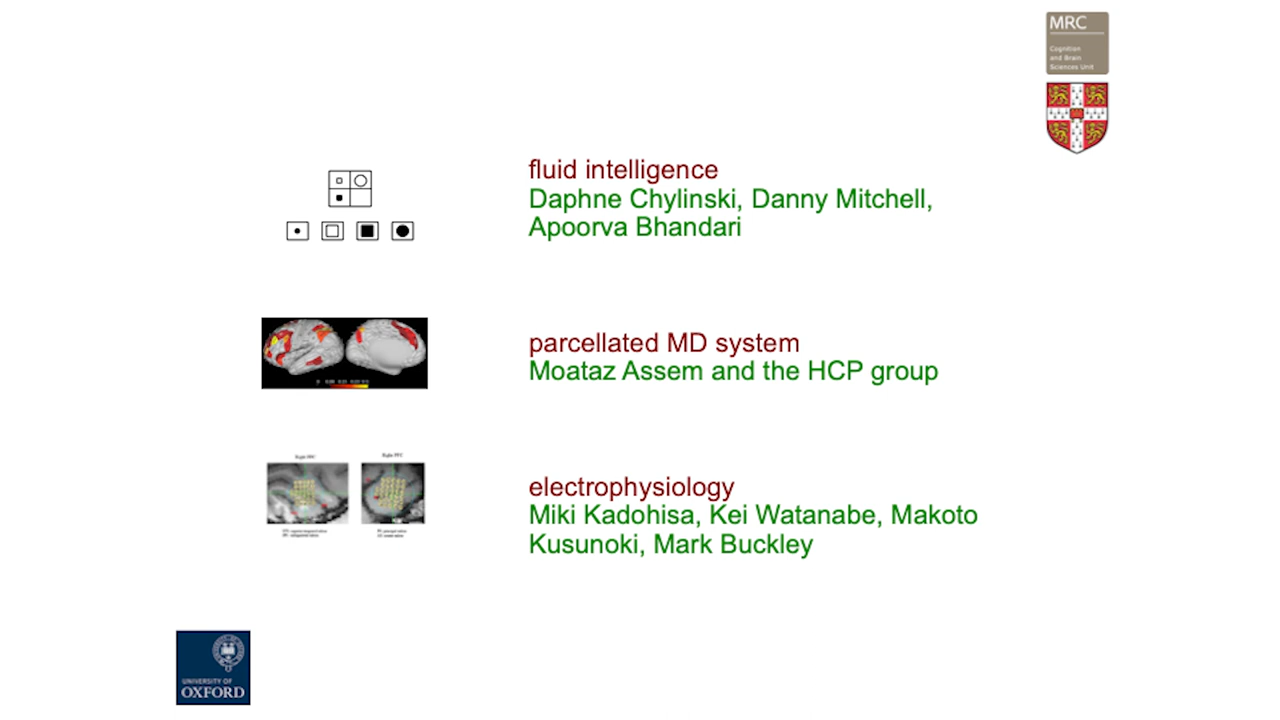 MRC
Cognition
and Brain
Sciences Unit
fluid intelligence
Daphne Chylinski, Danny Mitchell,
Apoorva Bhandari
parcellated MD system
Moataz Assem and the HCP group
electrophysiology
Miki Kadohisa, Kei Watanabe, Makoto
Kusunoki, Mark Buckley
UNIVERSITY OF
OXFORD